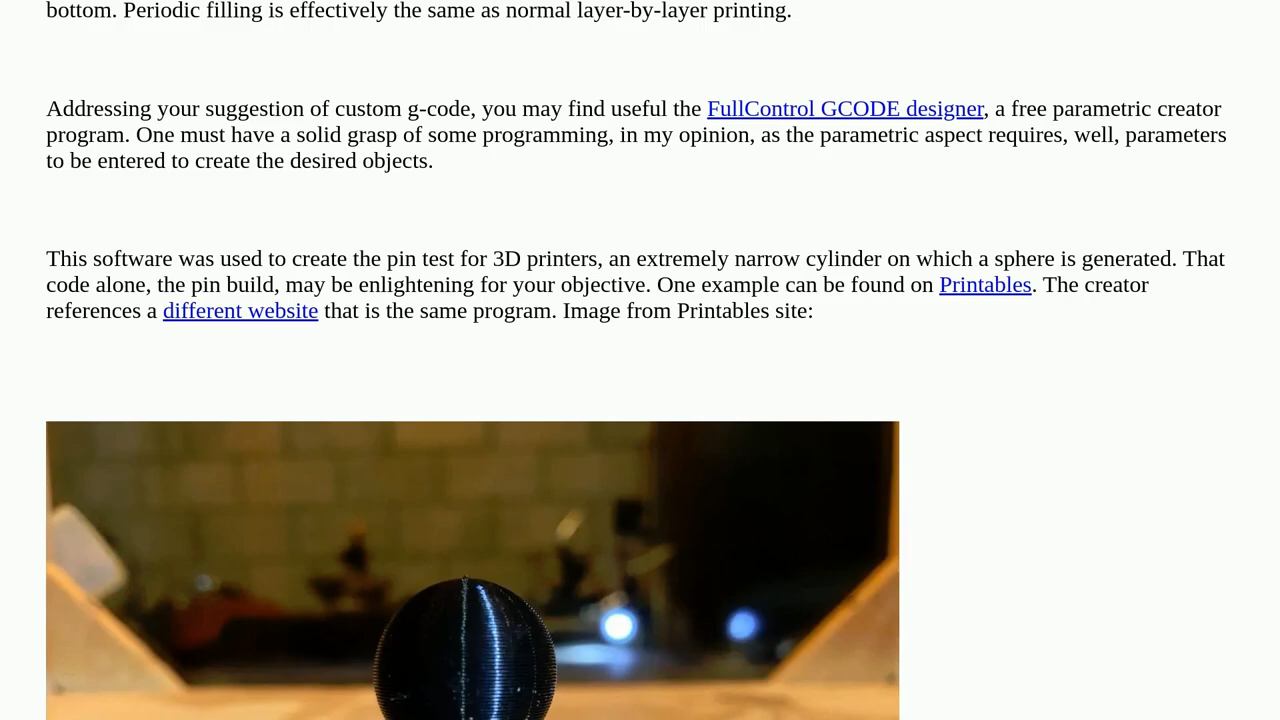 bottom. Periodic filling is effectively the same as normal layer-by-layer printing.
Addressing your suggestion of custom g-code, you may find useful the FullControl GCODE designer, a free parametric creator
program. One must have a solid grasp of some programming, in my opinion, as the parametric aspect requires, well, parameters
to be entered to create the desired objects.
This software was used to create the pin test for 3D printers, an extremely narrow cylinder on which a sphere is generated. That
code alone, the pin build, may be enlightening for your objective. One example can be found on Printables. The creator
references a different website that is the same program. Image from Printables site: